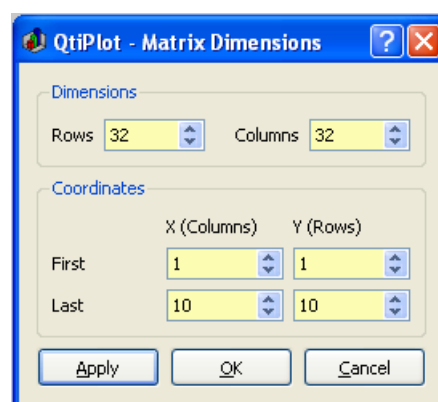 QtiPlot - Matrix Dimensions ?
Dimensions
Rows 32 Columns 32
Coordinates
X (Columns) Y (Rows)
First 1 1
Last 10 10
Apply OK Cancel